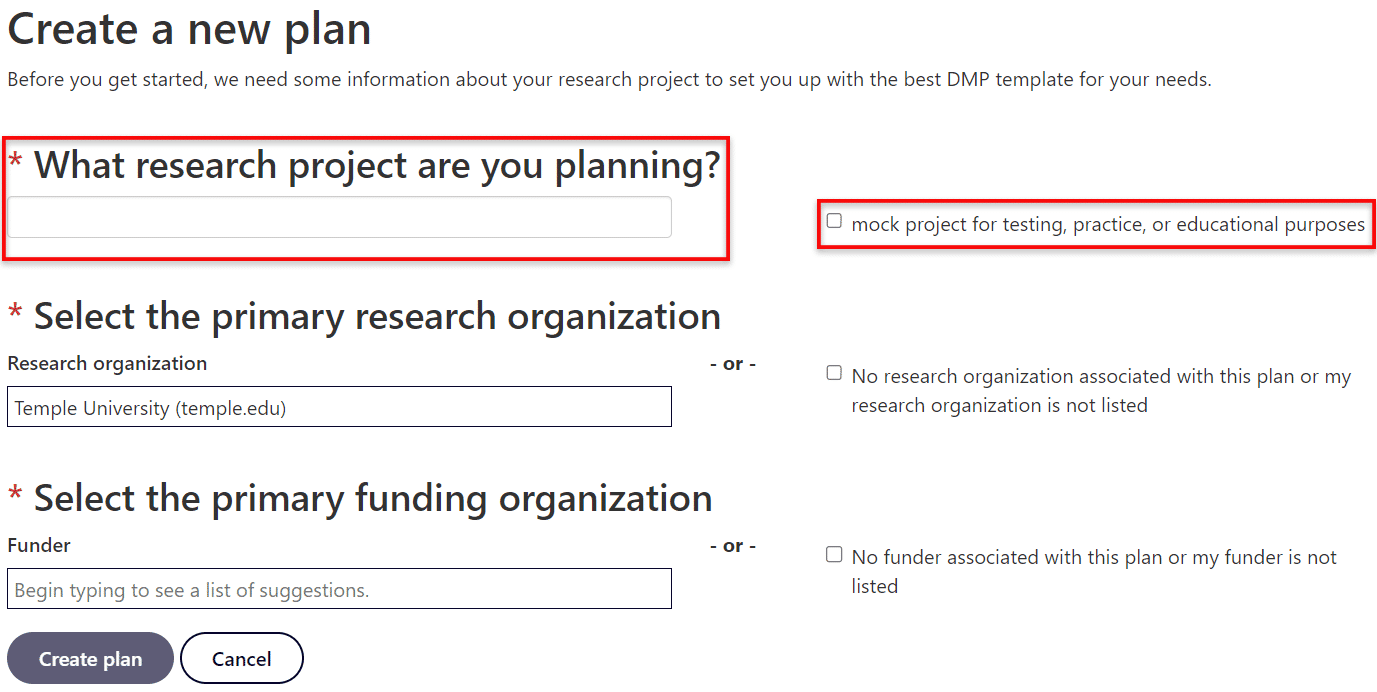 Create a new plan
Before you get started, we need some information about your research project to set you up with the best DMP template for your needs.
* What research project are you planning?
mock project for testing, practice, or educational purposes
* Select the primary research organization
Research organization
- or -
No research organization associated with this plan or my
research organization is not listed
Temple University (temple.edu)
* Select the primary funding organization
Funder
- or -
No funder associated with this plan or my funder is not
listed
Begin typing to see a list of suggestions.
Create plan
Cancel